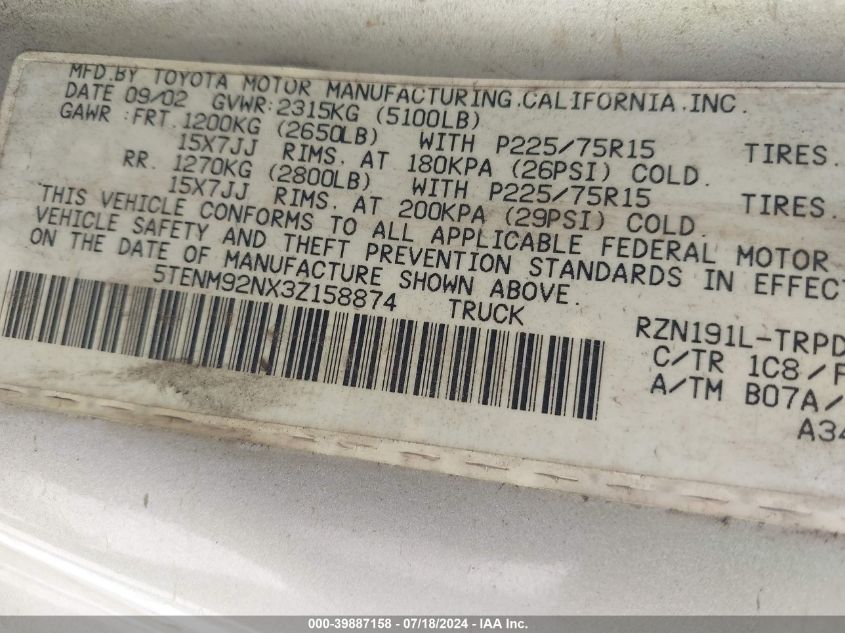 MFD.BY TOYOTA MOTOR MANUFACTURING.CALIFORNIA.INC.
DATE 09/02 GVWR:2315KG (5100LB)
GAWR :FRT.1200KG (2650LB) WITH P225/75R15 TIRES.
15X7JJ RIMS. AT 180KPA (26PSI) COLD.
RR. 1270KG (2800LB) WITH P225/75R15 TIRES.
15X7JJ RIMS. AT 200KPA (29PSI) COLD.
THIS VEHICLE CONFORMS TO ALL APPLICABLE FEDERAL MOTOR
VEHICLE SAFETY AND THEFT PREVENTION STANDARDS IN EFFECT
ON THE DATE OF MANUFACTURE SHOWN ABOVE.
5TENM92NX3Z158874 TRUCK
RZN191L-TRPD
C/TR 1C8/F
A/TM B07A/
A34
000-39887158 - 07/18/2024 - IAA Inc.